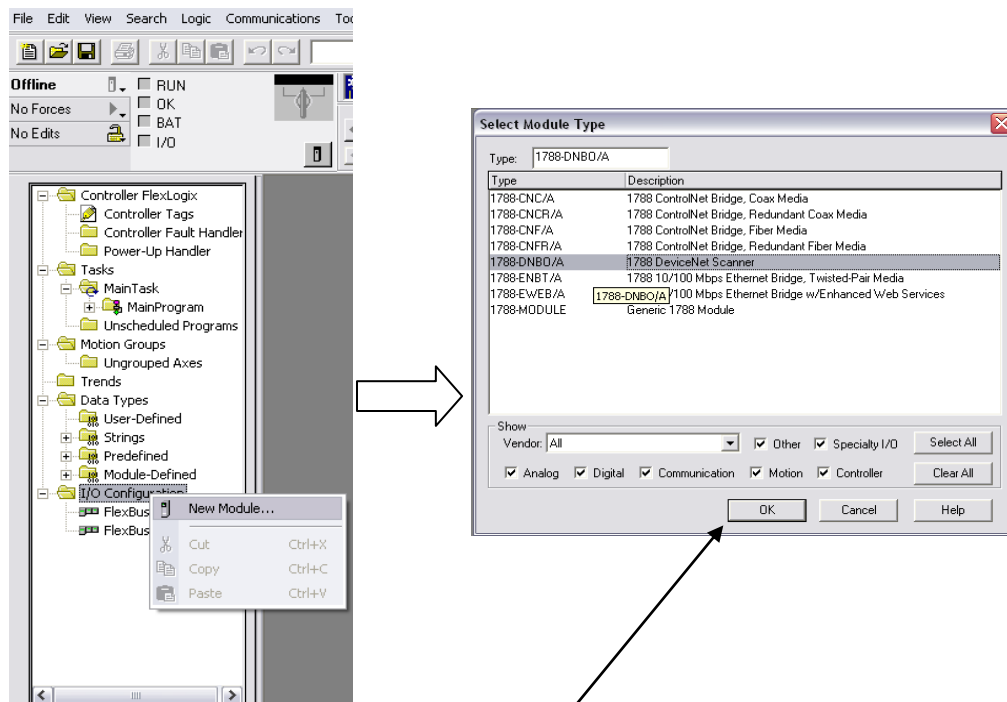 File Edit View Search Logic Communications Too
Offline
RUN
No Forces
OK
No Edits
BAT
I/O
Controller FlexLogix
Controller Tags
Controller Fault Handler
Power-Up Handler
Tasks
MainTask
MainProgram
Unscheduled Programs
Motion Groups
Ungrouped Axes
Trends
Data Types
User-Defined
Strings
Predefined
Module-Defined
I/O Configuration
FlexBus
FlexBus
New Module...
Cut Ctrl+X
Copy Ctrl+C
Paste Ctrl+V
Select Module Type
Type: 1788-DNBO/A
Type Description
1788-CNC/A 1788 ControlNet Bridge, Coax Media
1788-CNCR/A 1788 ControlNet Bridge, Redundant Coax Media
1788-CNF/A 1788 ControlNet Bridge, Fiber Media
1788-CNFR/A 1788 ControlNet Bridge, Redundant Fiber Media
1788-DNBO/A 1788 DeviceNet Scanner
1788-ENBT/A 1788 10/100 Mbps Ethernet Bridge, Twisted-Pair Media
1788-EWEB/A 1788-DNBO/A /100 Mbps Ethernet Bridge w/Enhanced Web Services
1788-MODULE Generic 1788 Module
Show
Vendor: All Other Specialty I/O Select All
Analog Digital Communication Motion Controller Clear All
OK Cancel Help